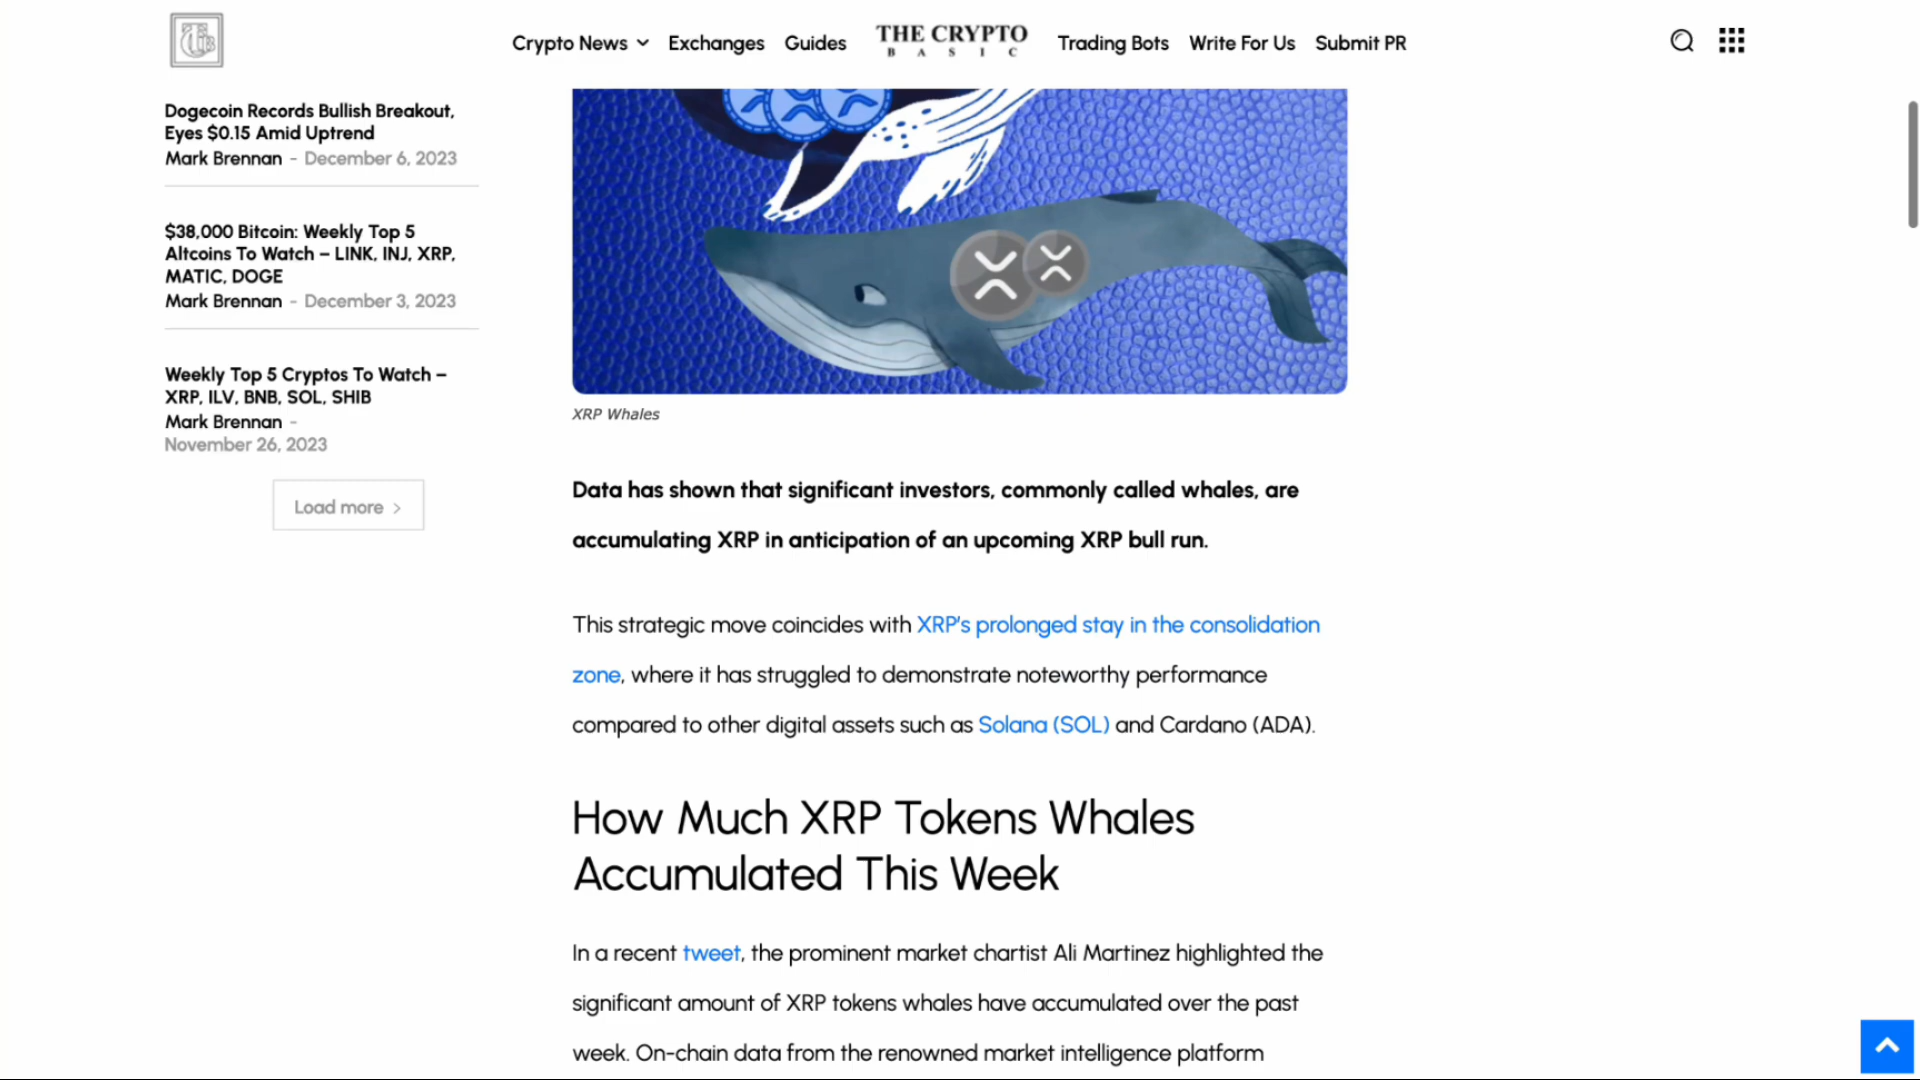 Crypto News
Exchanges
Guides
THE CRYPTO
BASIC
Trading Bots
Write For Us
Submit PR
Dogecoin Records Bullish Breakout,
Eyes $0.15 Amid Uptrend
Mark Brennan - December 6, 2023
$38,000 Bitcoin: Weekly Top 5
Altcoins To Watch – LINK, INJ, XRP,
MATIC, DOGE
Mark Brennan - December 3, 2023
Weekly Top 5 Cryptos To Watch –
XRP, ILV, BNB, SOL, SHIB
Mark Brennan -
November 26, 2023
Load more
XRP Whales
Data has shown that significant investors, commonly called whales, are
accumulating XRP in anticipation of an upcoming XRP bull run.
This strategic move coincides with XRP's prolonged stay in the consolidation
zone, where it has struggled to demonstrate noteworthy performance
compared to other digital assets such as Solana (SOL) and Cardano (ADA).
How Much XRP Tokens Whales
Accumulated This Week
In a recent tweet, the prominent market chartist Ali Martinez highlighted the
significant amount of XRP tokens whales have accumulated over the past
week. On-chain data from the renowned market intelligence platform